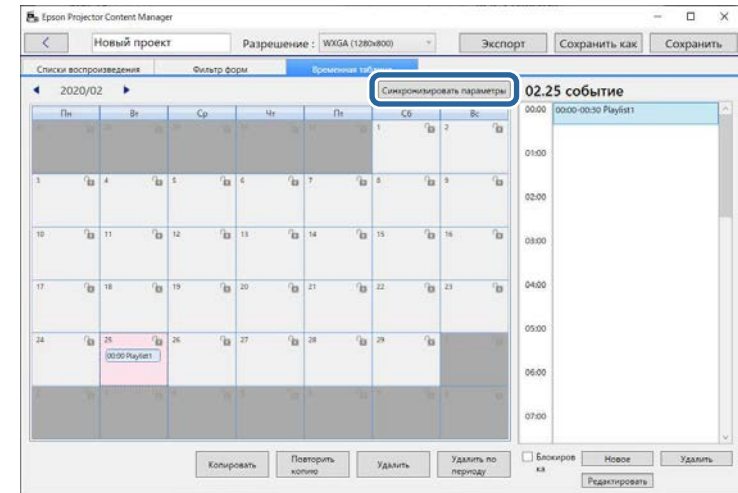 Epson Projector Content Manager
Новый проект Разрешение : WXGA (1280x800) Экспорт Сохранить как Сохранить
Списки воспроизведения Фильтр форм Временная таблица
2020/02 Синхронизировать параметры 02.25 событие
Пн Вт Ср Чт Пт Сб Вс
1 2
3 4 5 6 7 8 9
10 11 12 13 14 15 16
17 18 19 20 21 22 23
24 25 26 27 28 29
00:00 Playlist1
00:00 00:00-00:30 Playlist1
01:00
02:00
03:00
04:00
05:00
06:00
07:00
Копировать Повторить копию Удалить Удалить по периоду
Блокировка Новое Удалить
Редактировать